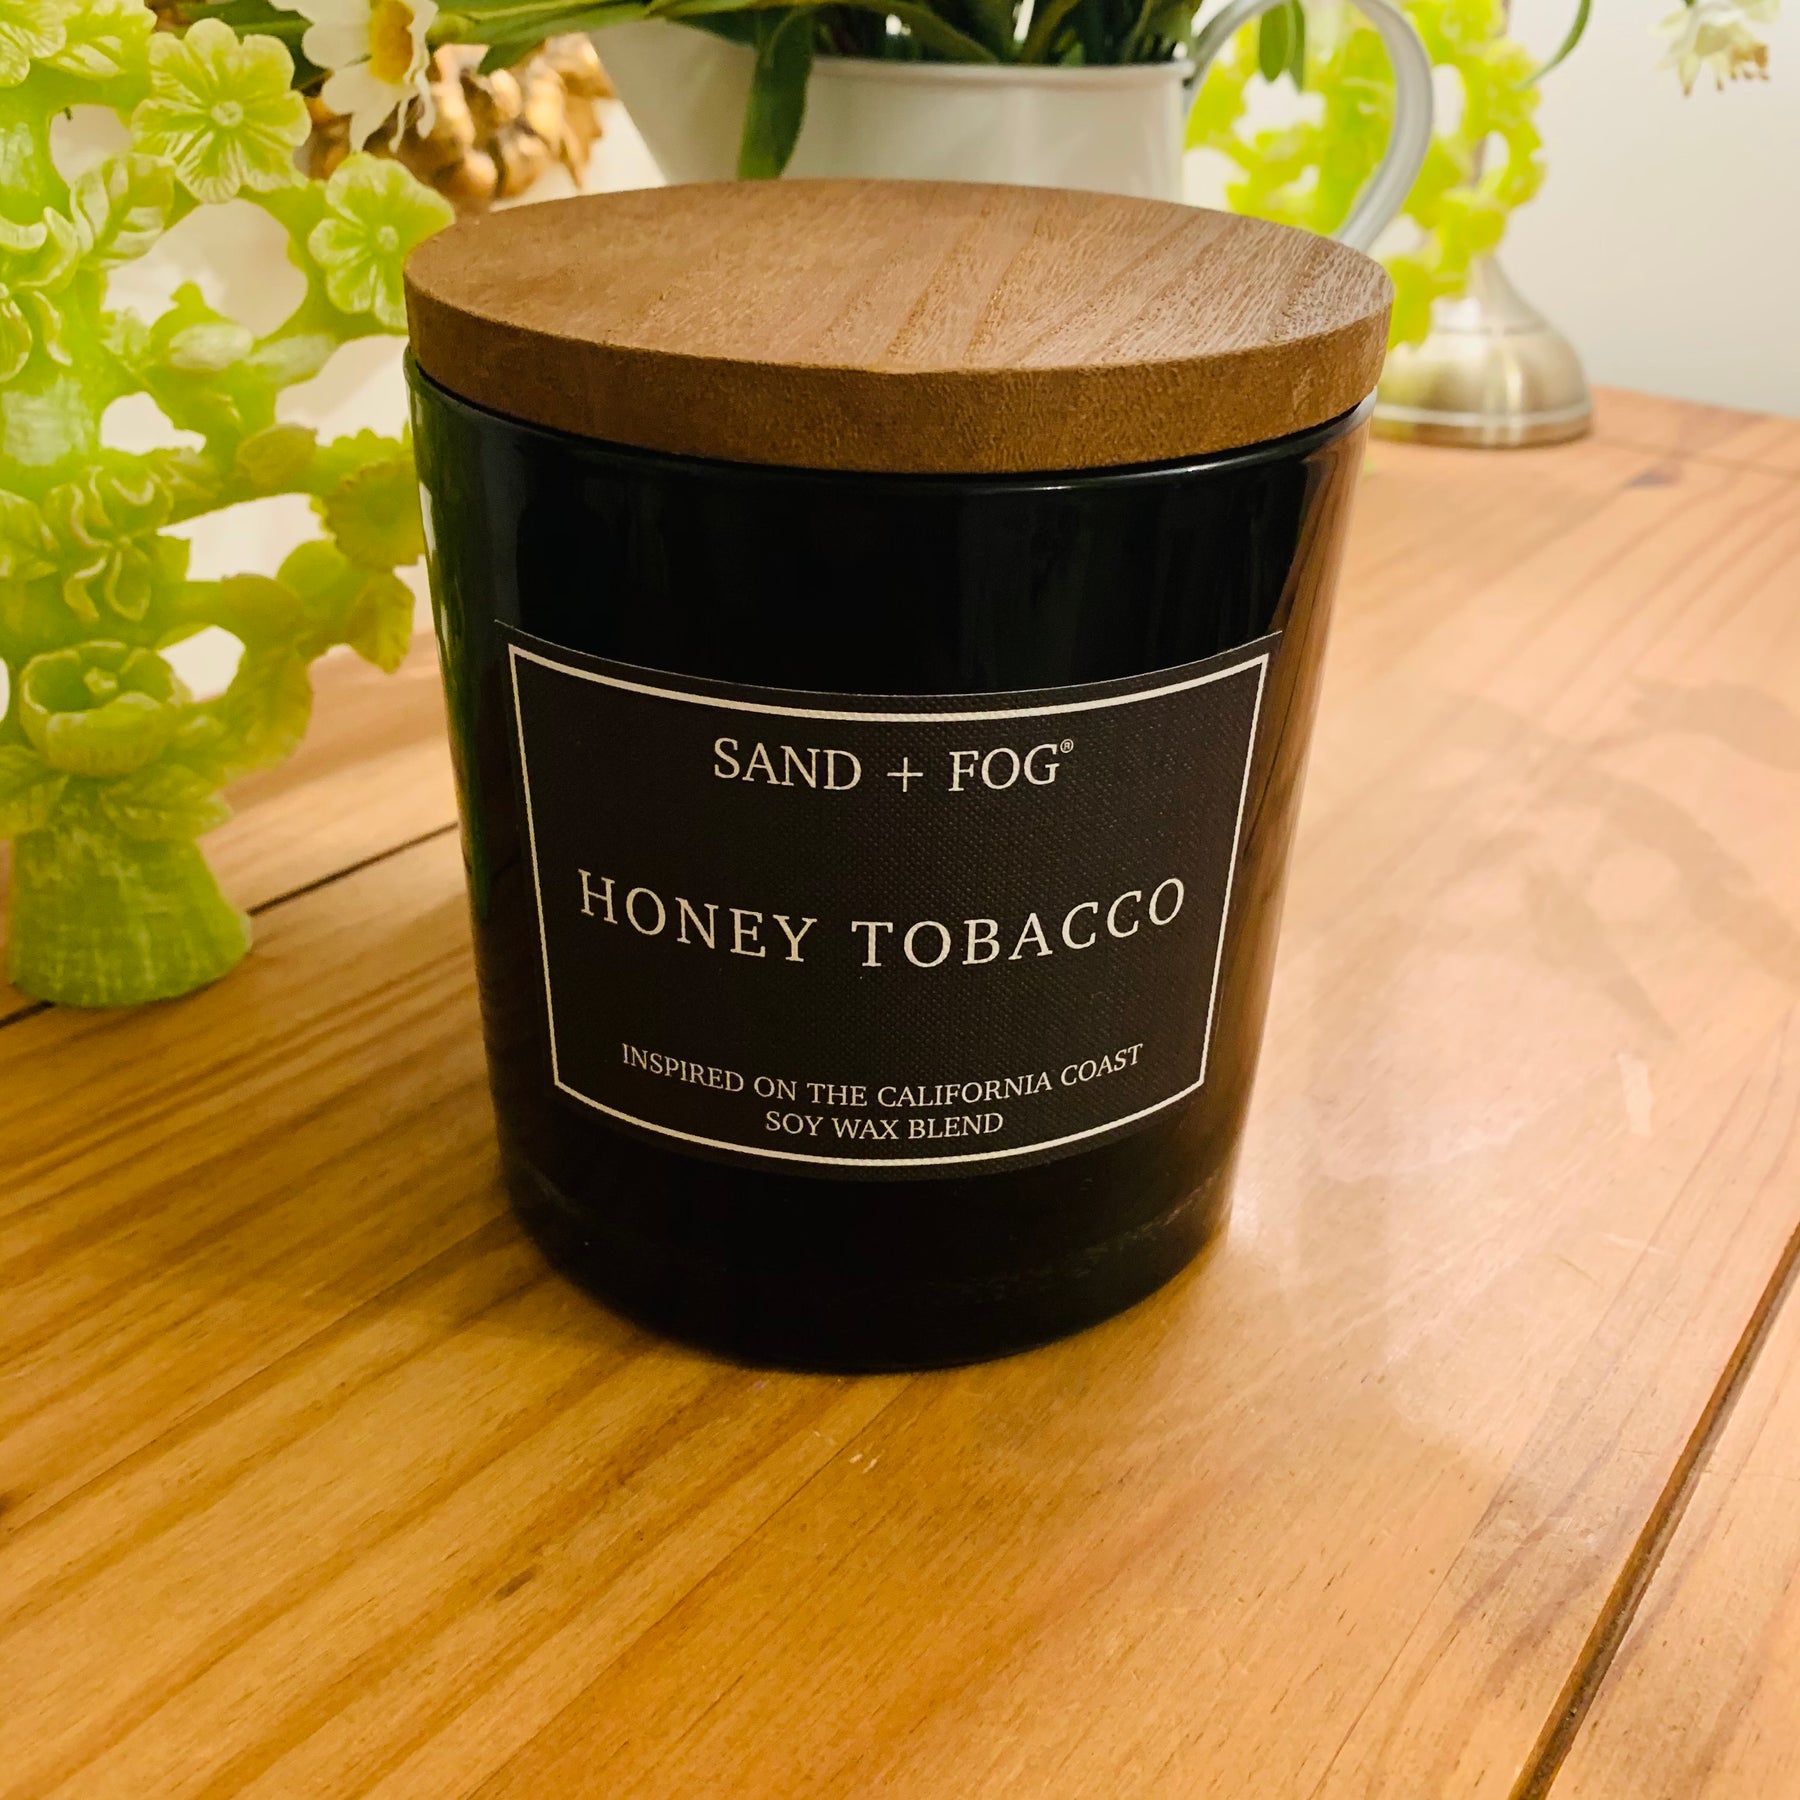 SAND + FOG®
HONEY TOBACCO
INSPIRED ON THE CALIFORNIA COAST
SOY WAX BLEND